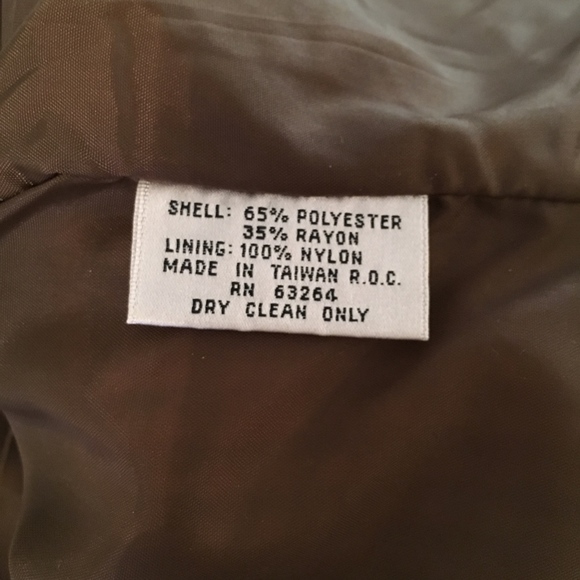 SHELL: 65% POLYESTER
35% RAYON
LINING: 100% NYLON
MADE IN TAIWAN R.O.C.
RN 63264
DRY CLEAN ONLY